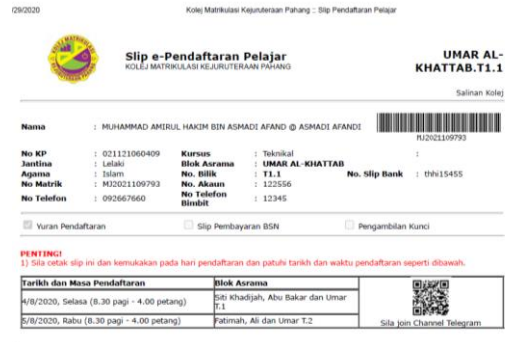 /29/2020
Kolej Matrikulasi Kejuruteraan Pahang :: Slip Pendaftaran Pelajar
Slip e-Pendaftaran Pelajar
KOLEJ MATRIKULASI KEJURUTERAAN PAHANG
UMAR AL-
KHATTAB.T1.1
Salinan Kolej
Nama : MUHAMMAD AMIRUL HAKIM BIN ASMADI AFAND @ ASMADI AFANDI
MJ2021109793
No KP : 021121060409 Kursus : Teknikal :
Jantina : Lelaki Blok Asrama : UMAR AL-KHATTAB
Agama : Islam No. Bilik : T1.1 No. Slip Bank : thhi15455
No Matrik : MJ2021109793 No. Akaun : 122556
No Telefon : 092667660 No Telefon Bimbit : 12345
Yuran Pendaftaran Slip Pembayaran BSN Pengambilan Kunci
PENTING!
1) Sila cetak slip ini dan kemukakan pada hari pendaftaran dan patuhi tarikh dan waktu pendaftaran seperti dibawah.
Tarikh dan Masa Pendaftaran Blok Asrama
4/8/2020, Selasa (8.30 pagi - 4.00 petang) Siti Khadijah, Abu Bakar dan Umar T.1
5/8/2020, Rabu (8.30 pagi - 4.00 petang) Fatimah, Ali dan Umar T.2
Sila join Channel Telegram